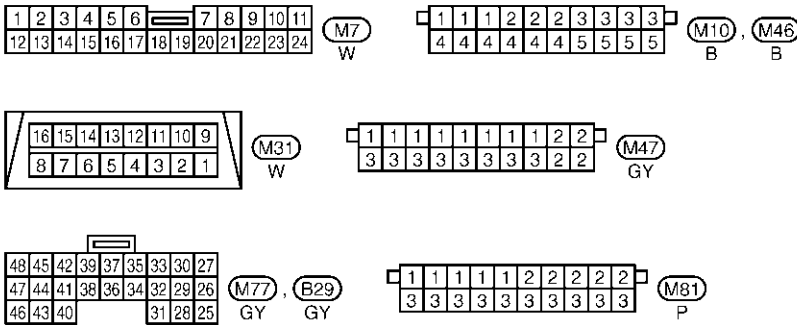 1 2 3 4 5 6 7 8 9 10 11
12 13 14 15 16 17 18 19 20 21 22 23 24
M7
W
1 1 1 2 2 2 3 3 3 3
4 4 4 4 4 4 5 5 5 5
M10 , M46
B B
16 15 14 13 12 11 10 9
8 7 6 5 4 3 2 1
M31
W
1 1 1 1 1 1 1 1 2 2
3 3 3 3 3 3 3 3 2 2
M47
GY
48 45 42 39 37 35 33 30 27
47 44 41 38 36 34 32 29 26
46 43 40 31 28 25
M77 , B29
GY GY
1 1 1 1 1 2 2 2 2 2
3 3 3 3 3 3 3 3 3 3
M81
P